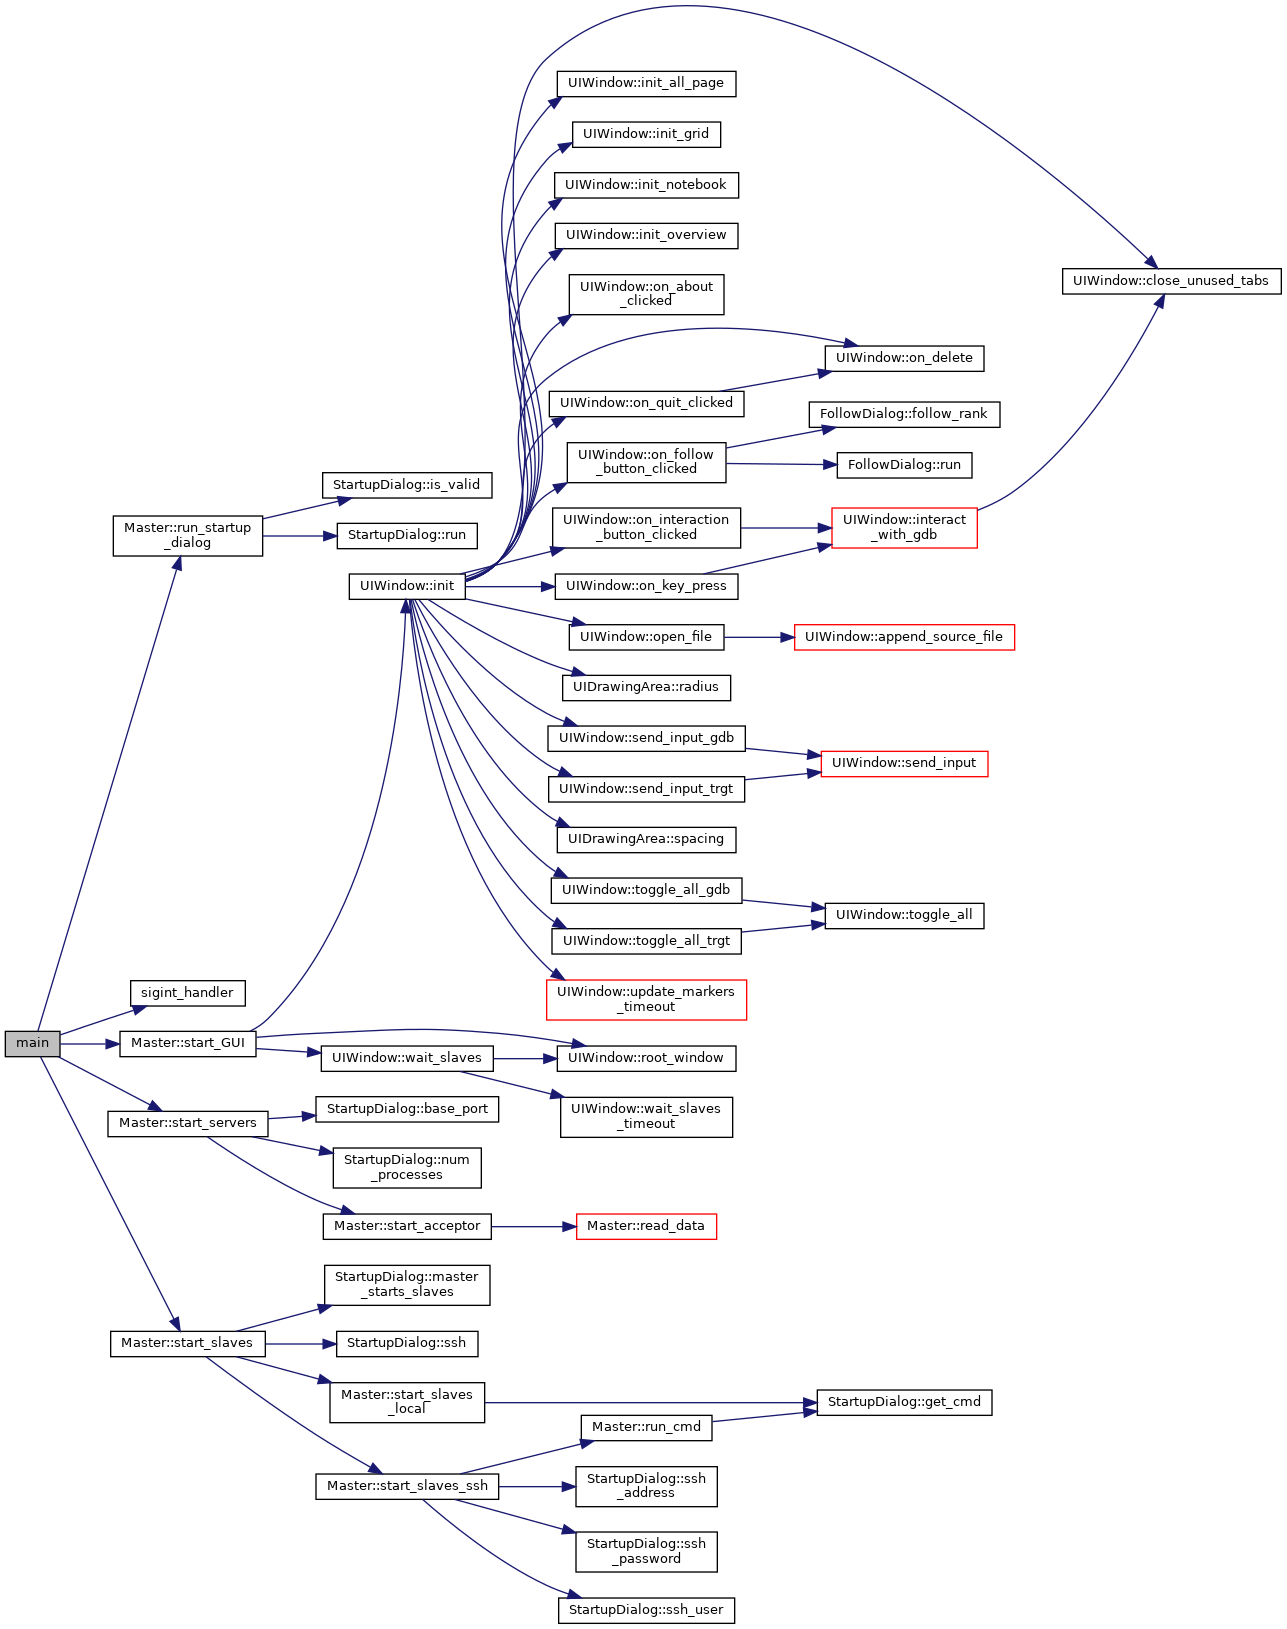 UIWindow::init_all_page
UIWindow::init_grid
UIWindow::init_notebook
UIWindow::init_overview
UIWindow::on_about
_clicked
UIWindow::close_unused_tabs
UIWindow::on_delete
UIWindow::on_quit_clicked
FollowDialog::follow_rank
UIWindow::on_follow
_button_clicked
FollowDialog::run
StartupDialog::is_valid
Master::run_startup
_dialog
StartupDialog::run
UIWindow::on_interaction
_button_clicked
UIWindow::interact
_with_gdb
UIWindow::init
UIWindow::on_key_press
UIWindow::open_file
UIWindow::append_source_file
UIDrawingArea::radius
UIWindow::send_input_gdb
UIWindow::send_input
UIWindow::send_input_trgt
UIDrawingArea::spacing
UIWindow::toggle_all_gdb
UIWindow::toggle_all
UIWindow::toggle_all_trgt
UIWindow::update_markers
_timeout
sigint_handler
main
Master::start_GUI
UIWindow::wait_slaves
UIWindow::root_window
UIWindow::wait_slaves
_timeout
Master::start_servers
StartupDialog::base_port
StartupDialog::num
_processes
Master::start_acceptor
Master::read_data
StartupDialog::master
_starts_slaves
Master::start_slaves
StartupDialog::ssh
Master::start_slaves
_local
StartupDialog::get_cmd
Master::run_cmd
Master::start_slaves_ssh
StartupDialog::ssh
_address
StartupDialog::ssh
_password
StartupDialog::ssh_user